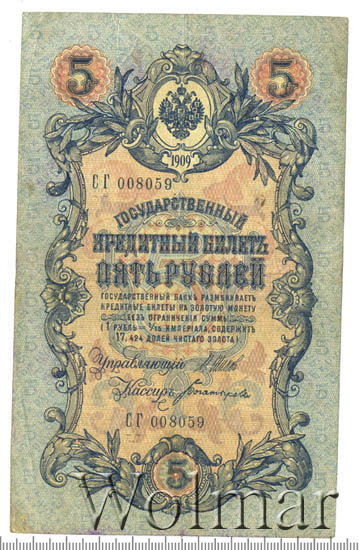 5 5
1909
СГ 008059
ГОСУДАРСТВЕННЫЙ
КРЕДИТНЫЙ БИЛЕТЪ
ПЯТЬ РУБЛЕЙ
ГОСУДАРСТВЕННЫЙ БАНКЪ РАЗМѢНИВАЕТЪ
КРЕДИТНЫЕ БИЛЕТЫ НА ЗОЛОТУЮ МОНЕТУ
БЕЗЪ ОГРАНИЧЕНІЯ СУММЫ
(1 РУБЛЬ = 1/15 ИМПЕРІАЛА, СОДЕРЖИТЪ
17,424 ДОЛЕЙ ЧИСТАГО ЗОЛОТА).
Управляющій
Кассиръ
СГ 008059
5
Wolmar